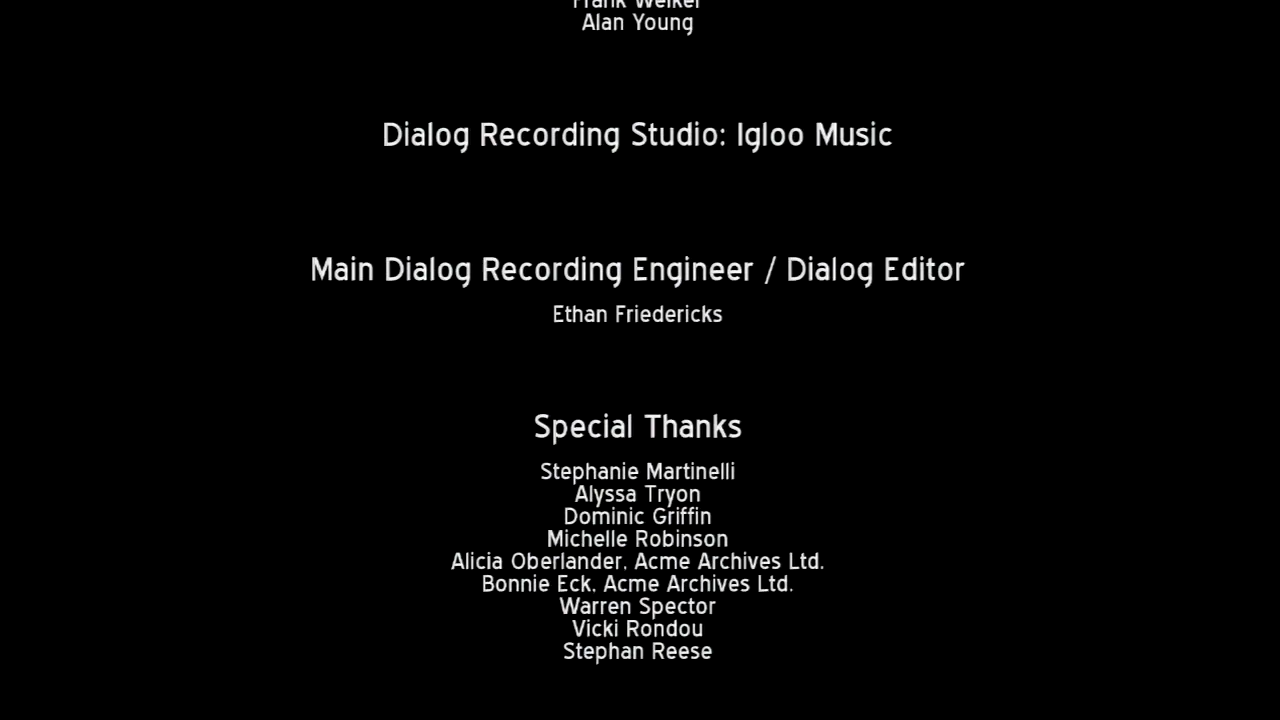 Frank Welker
Alan Young
Dialog Recording Studio: Igloo Music
Main Dialog Recording Engineer / Dialog Editor
Ethan Friedericks
Special Thanks
Stephanie Martinelli
Alyssa Tryon
Dominic Griffin
Michelle Robinson
Alicia Oberlander, Acme Archives Ltd.
Bonnie Eck, Acme Archives Ltd.
Warren Spector
Vicki Rondou
Stephan Reese